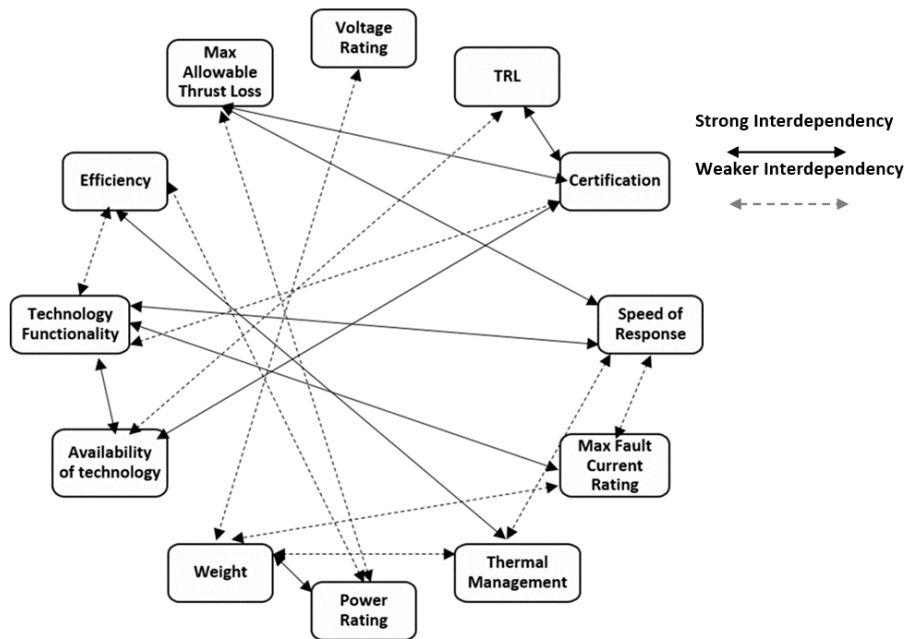 Voltage
Rating
Max
Allowable
Thrust Loss
TRL
Strong Interdependency
Weaker Interdependency
Efficiency
Certification
Technology
Functionality
Speed of
Response
Availability
of technology
Max Fault
Current
Rating
Weight
Thermal
Management
Power
Rating